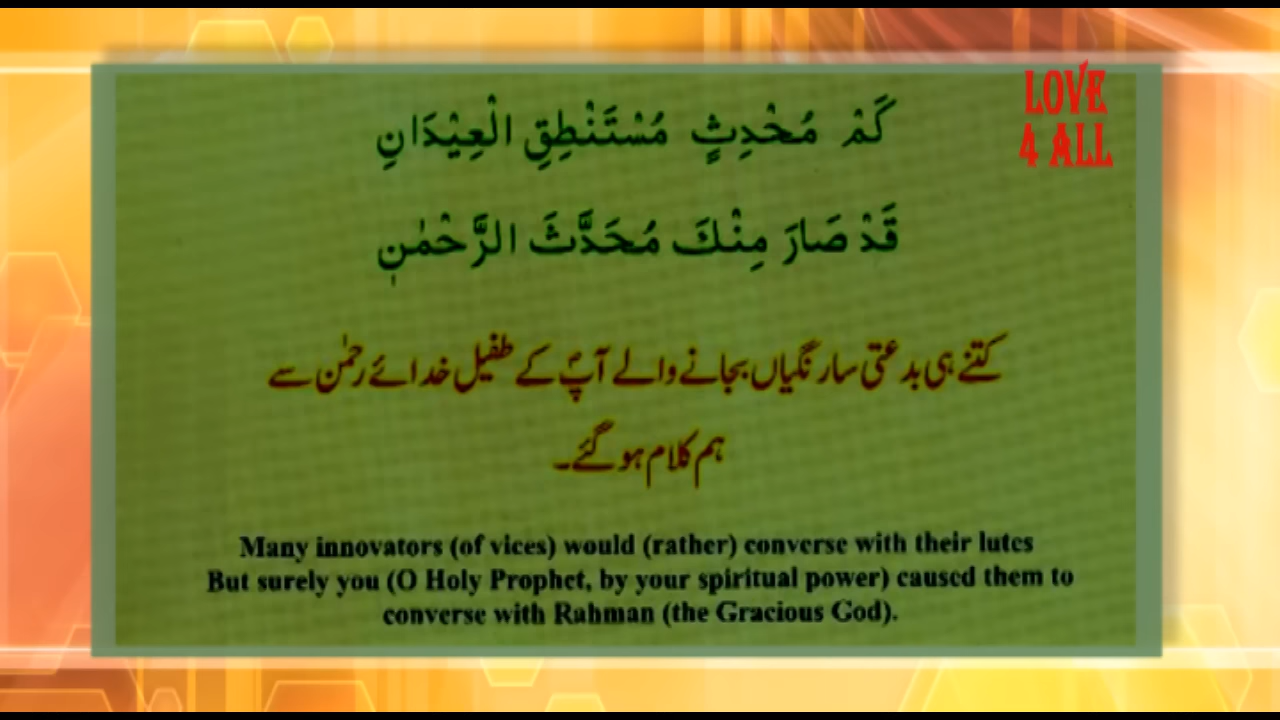 LOVE
4 ALL
كَمْ مُحْدِثٍ مُسْتَنْطِقِ الْعِيْدَانِ
قَدْ صَارَ مِنْكَ مُحَدَّثَ الرَّحْمٰنِ
کتنے ہی بدعتی سارنگیاں بجانے والے آپؐ کے طفیل خدائے رحمٰن سے
ہم کلام ہو گئے۔
Many innovators (of vices) would (rather) converse with their lutes
But surely you (O Holy Prophet, by your spiritual power) caused them to
converse with Rahman (the Gracious God).